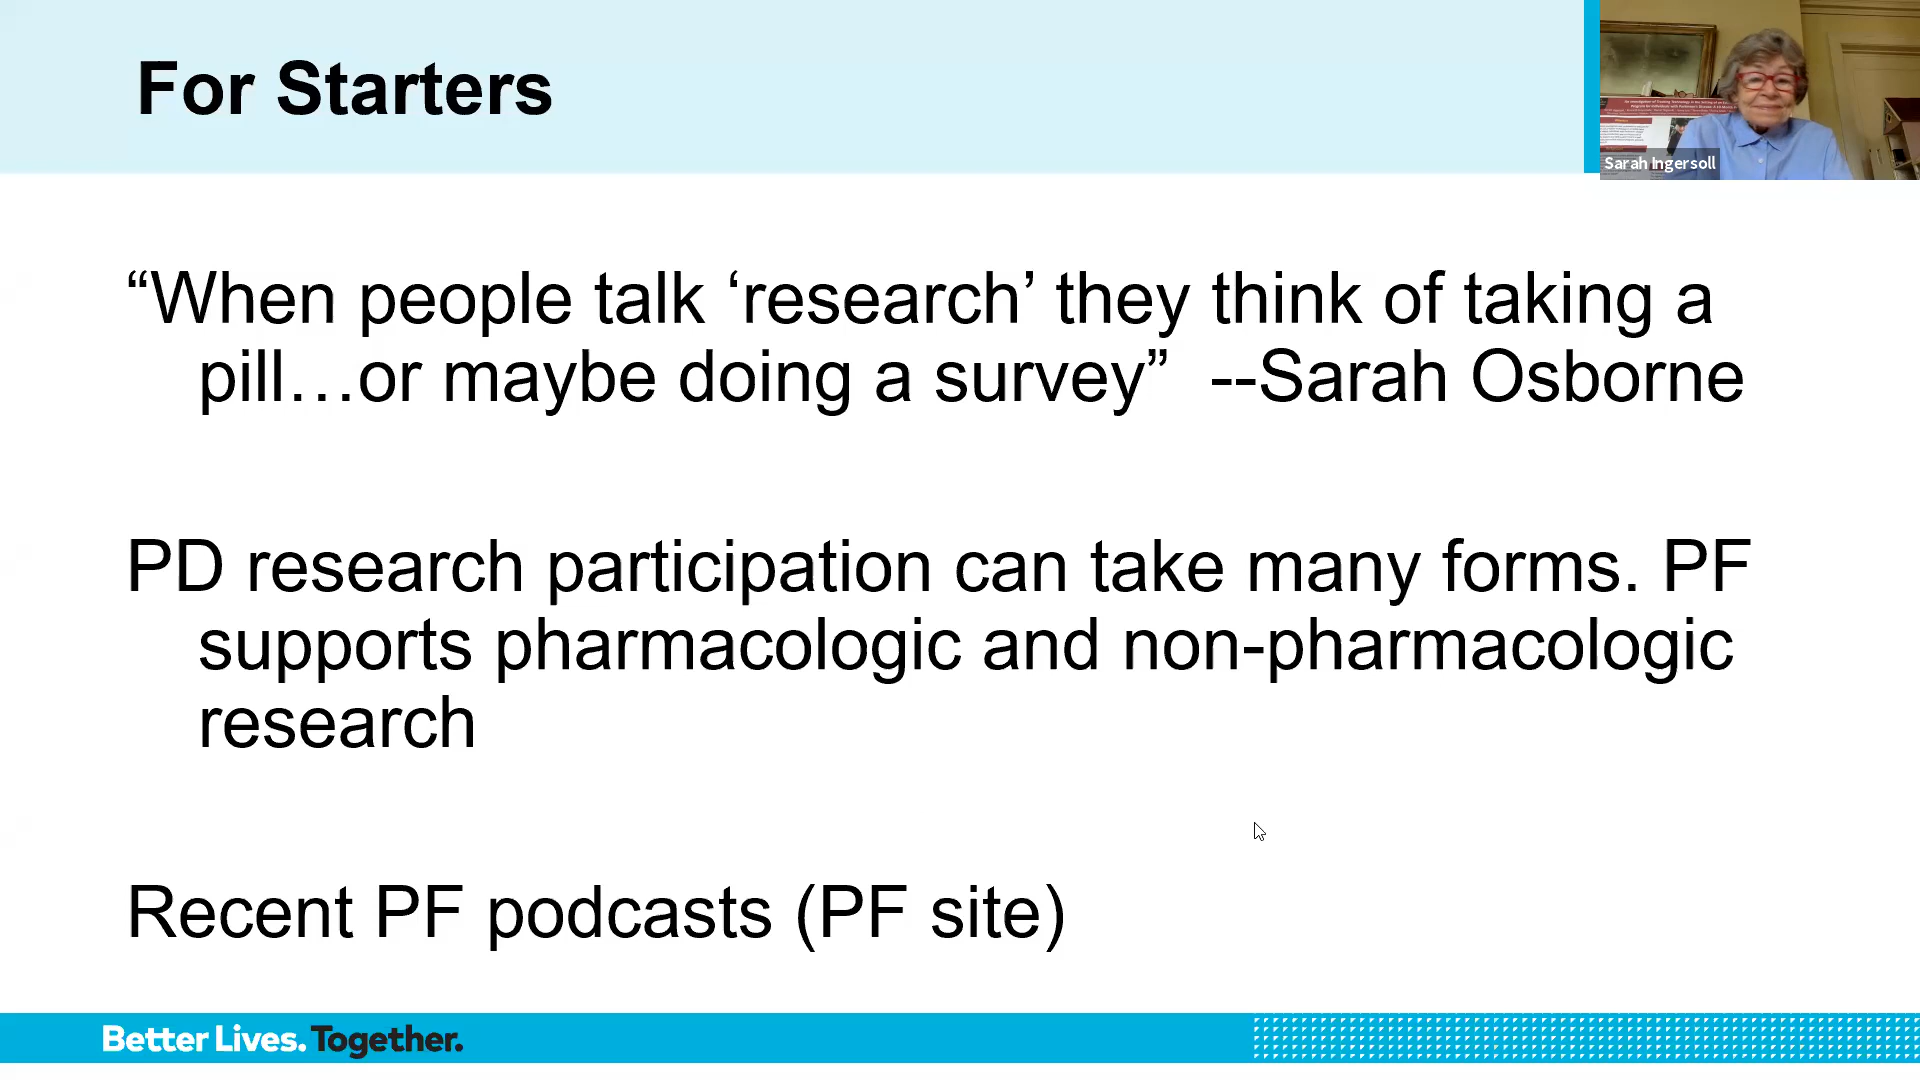 For Starters
Sarah Ingersoll
“When people talk ‘research’ they think of taking a
pill…or maybe doing a survey” --Sarah Osborne
PD research participation can take many forms. PF
supports pharmacologic and non-pharmacologic
research
Recent PF podcasts (PF site)
Better Lives. Together.